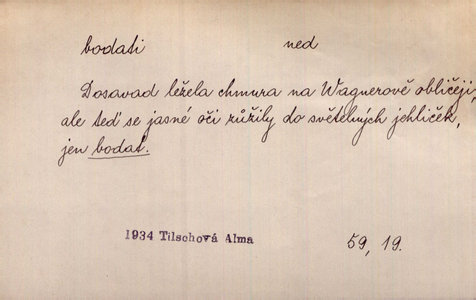 bodati ned
Dosavad ležela chmura na Wagnerově obličeji,
ale teď se jasné oči zúžily do světelných jehliček,
jen bodat.
1934 Tilschová Alma 59, 19.